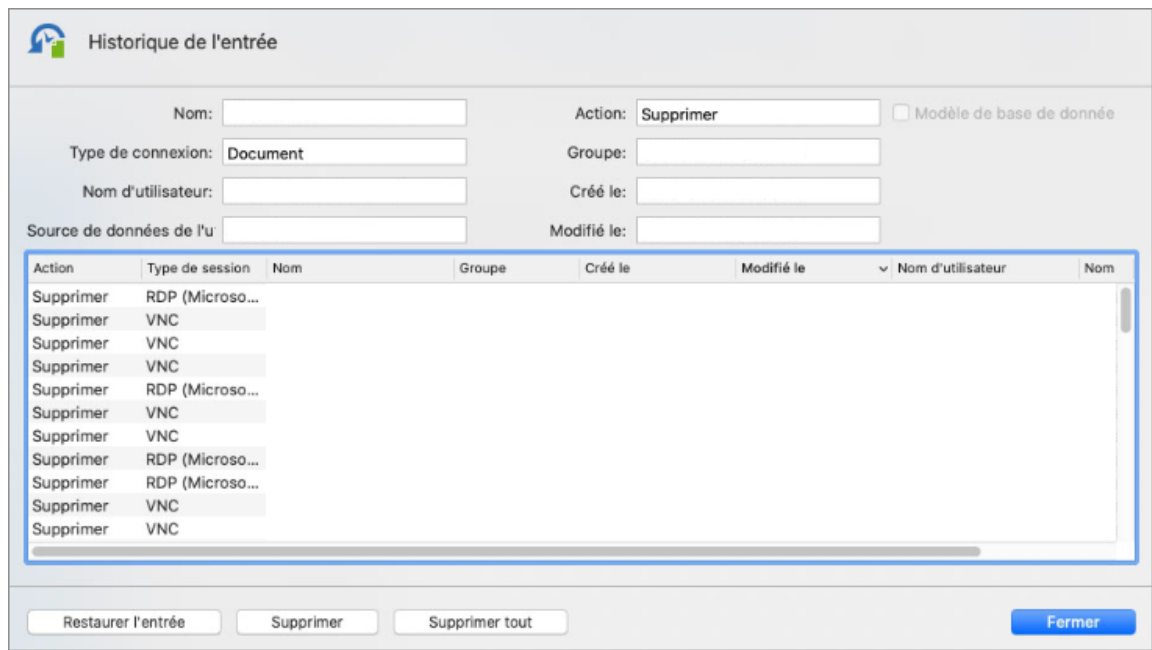 Historique de l'entrée
Nom:
Action: Supprimer
Modèle de base de donnée
Type de connexion: Document
Groupe:
Nom d'utilisateur:
Créé le:
Source de données de l'u
Modifié le:
Action Type de session Nom Groupe Créé le Modifié le Nom d'utilisateur Nom
Supprimer RDP (Microso...
Supprimer VNC
Supprimer VNC
Supprimer VNC
Supprimer RDP (Microso...
Supprimer VNC
Supprimer VNC
Supprimer RDP (Microso...
Supprimer RDP (Microso...
Supprimer VNC
Supprimer VNC
Restaurer l'entrée Supprimer Supprimer tout Fermer